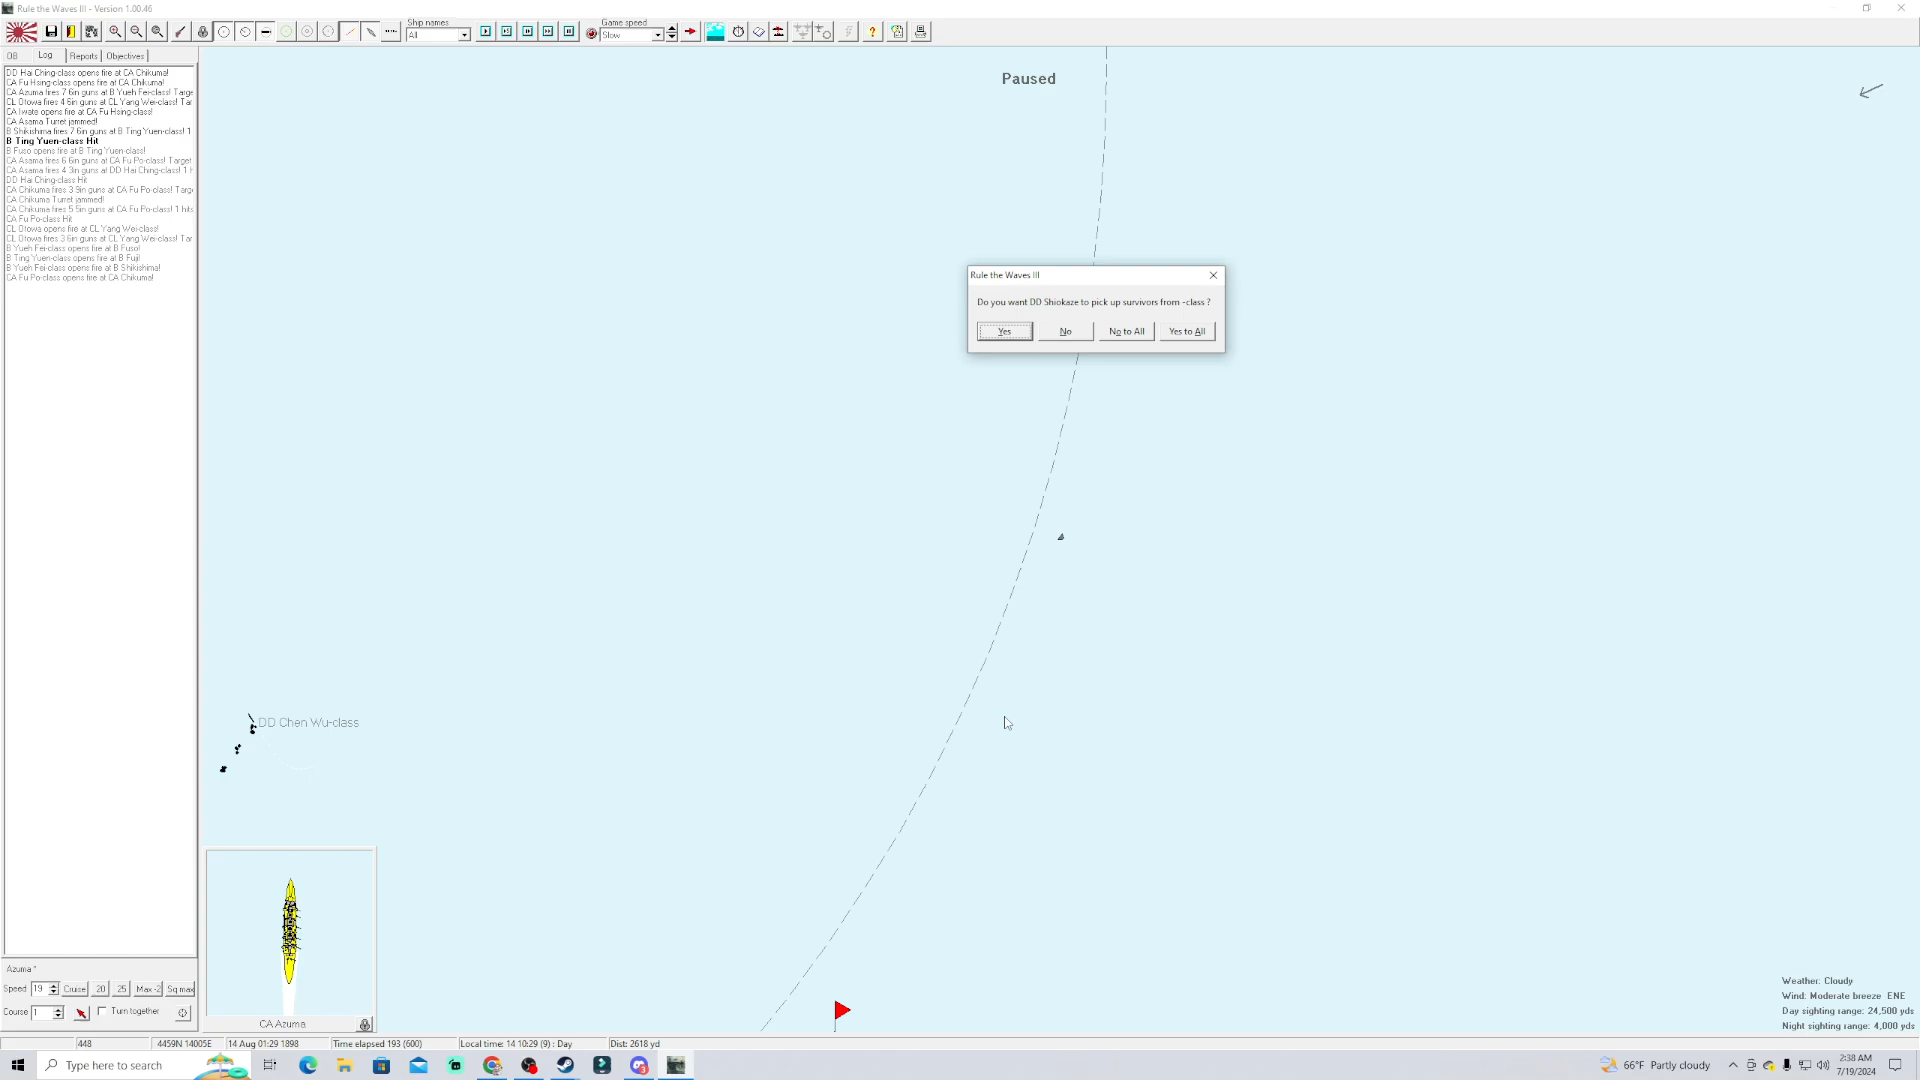 Rule the Waves III - Version 1.00.46
Ship names
All
Game speed
Slow
OB Log Reports Objectives
DD Hai Ching-class opens fire at CA Chikuma!
CA Fu Hsing-class opens fire at CA Chikuma!
CA Azuma fires 7 6in guns at B Yueh Fei-class! Targe
CL Otowa fires 4 6in guns at CL Yang Wei-class! Tar
CA Iwate opens fire at CA Fu Hsing-class!
CA Asama Turret jammed!
B Shikishima fires 7 6in guns at B Ting Yuen-class! 1
B Ting Yuen-class Hit
B Fuso opens fire at B Ting Yuen-class!
CA Asama fires 6 6in guns at CA Fu Po-class! Target
CA Asama fires 4 3in guns at DD Hai Ching-class! 1 h
DD Hai Ching-class Hit
CA Chikuma fires 3 9in guns at CA Fu Po-class! Targe
CA Chikuma Turret jammed!
CA Chikuma fires 5 5in guns at CA Fu Po-class! 1 hits
CA Fu Po-class Hit
CL Otowa opens fire at CL Yang Wei-class!
CL Otowa fires 3 6in guns at CL Yang Wei-class! Tar
B Yueh Fei-class opens fire at B Fuso!
B Ting Yuen-class opens fire at B Fuji!
B Yueh Fei-class opens fire at B Shikishima!
CA Fu Po-class opens fire at CA Chikuma!
Paused
Rule the Waves III
Do you want DD Shiokaze to pick up survivors from -class ?
Yes No No to All Yes to All
DD Chen Wu-class
Azuma *
Speed 19 Cruise 20 25 Max -2 Sq max
Course 1 Turn together
CA Azuma
Weather: Cloudy
Wind: Moderate breeze ENE
Day sighting range: 24,500 yds
Night sighting range: 4,000 yds
448 4459N 14005E 14 Aug 01:29 1898 Time elapsed 193 (600) Local time: 14 10:29 (9) : Day Dist: 2618 yd
Type here to search
66°F Partly cloudy
2:38 AM
7/19/2024